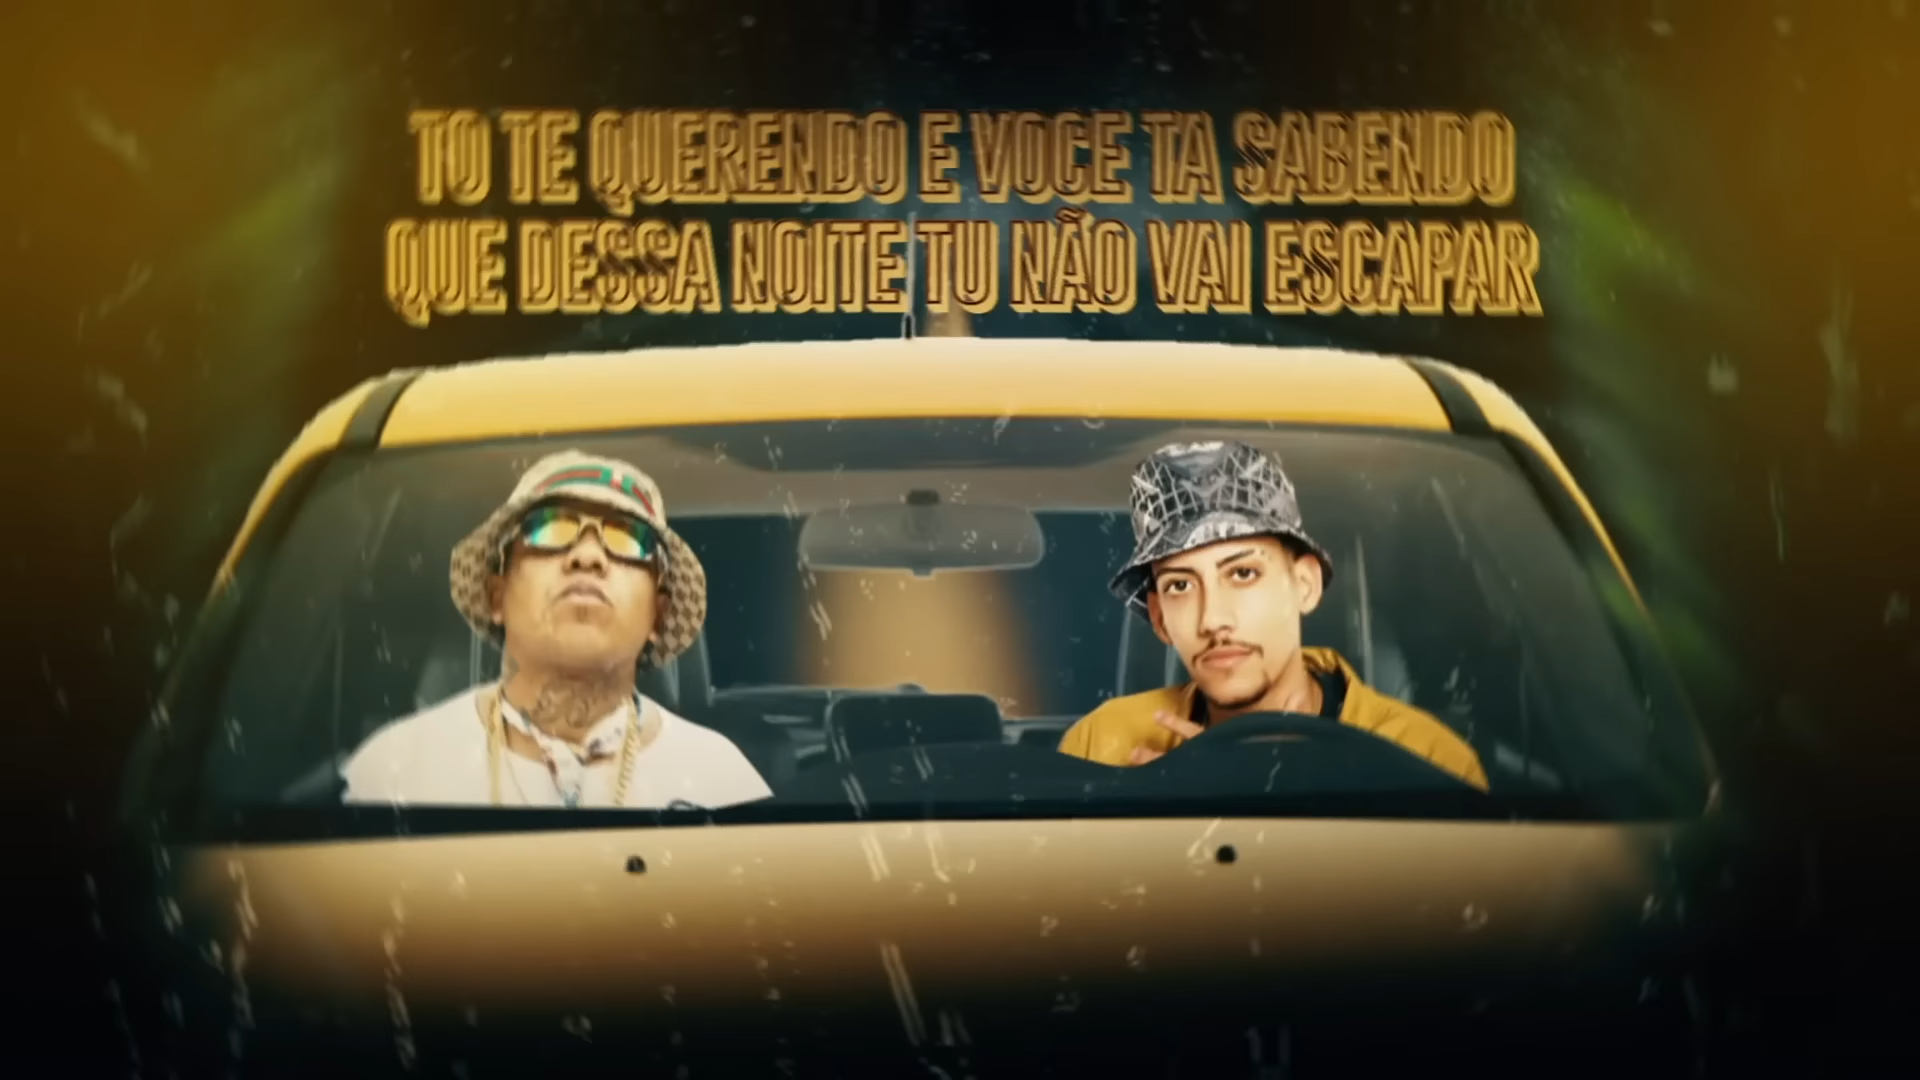 TO TE QUERENDO E VOCE TA SABENDO
QUE DESSA NOITE TU NÃO VAI ESCAPAR